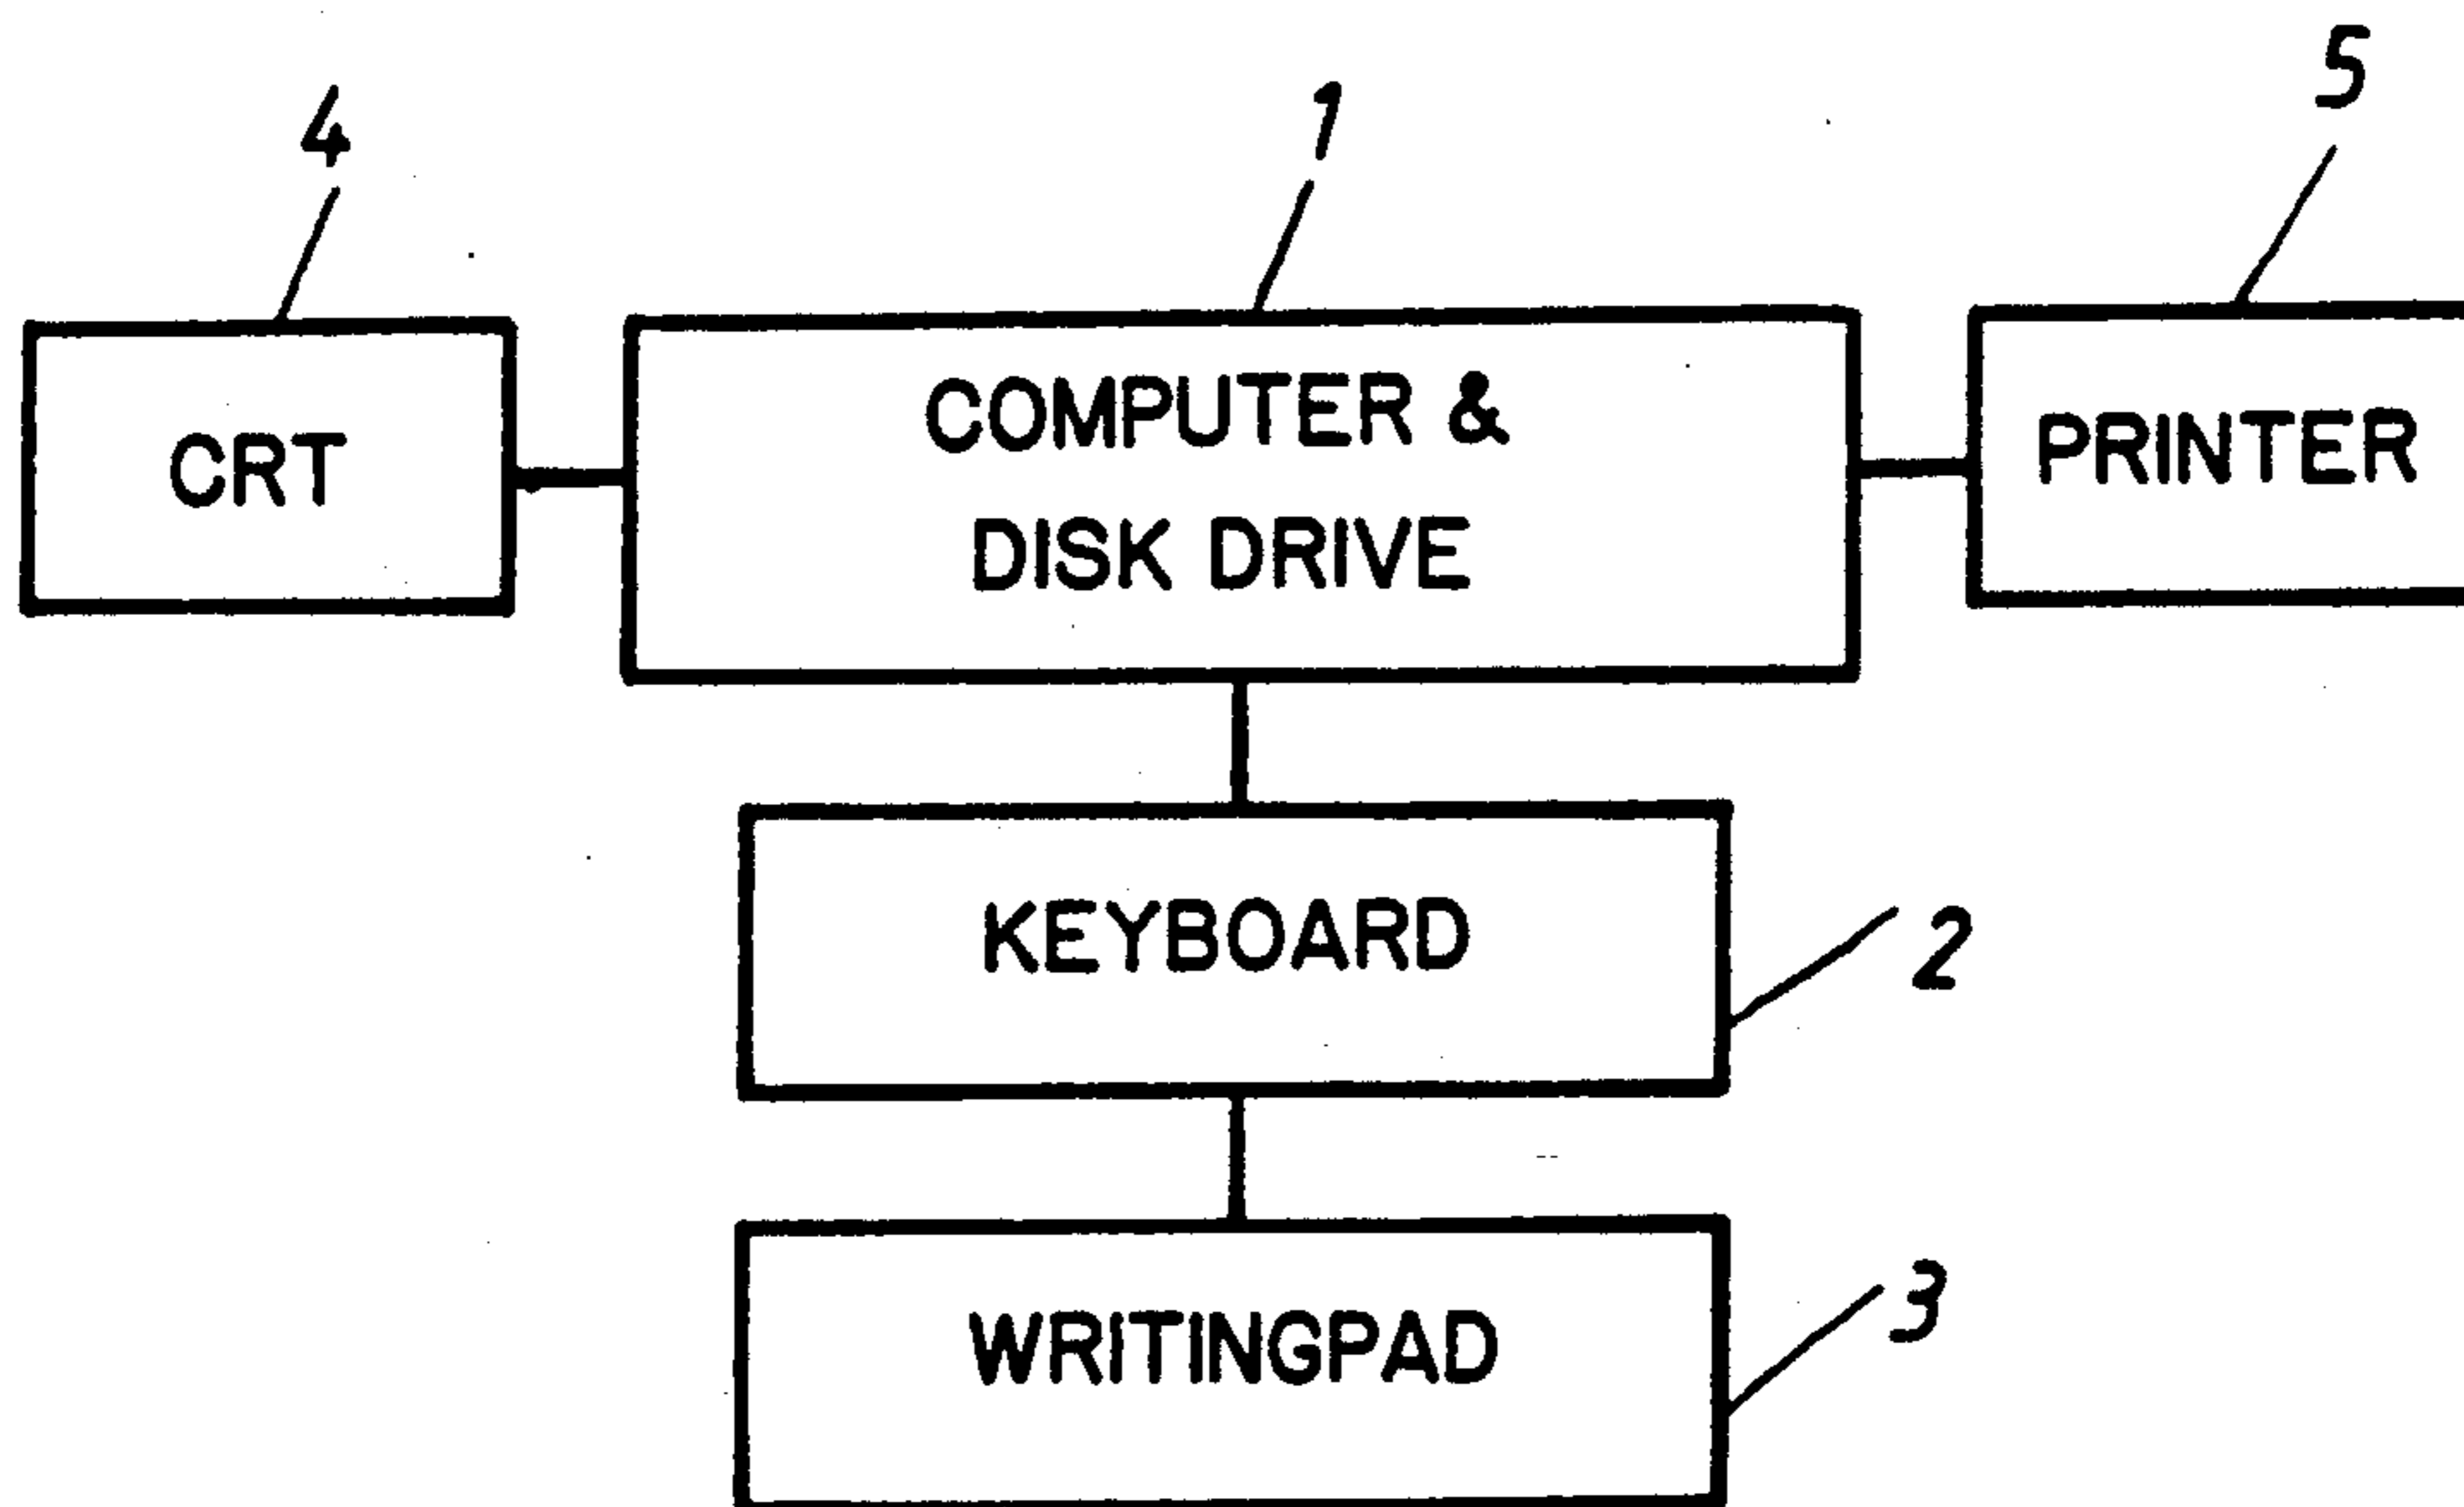 4
1
5
CRT
COMPUTER &
DISK DRIVE
PRINTER
KEYBOARD
2
WRITINGPAD
3